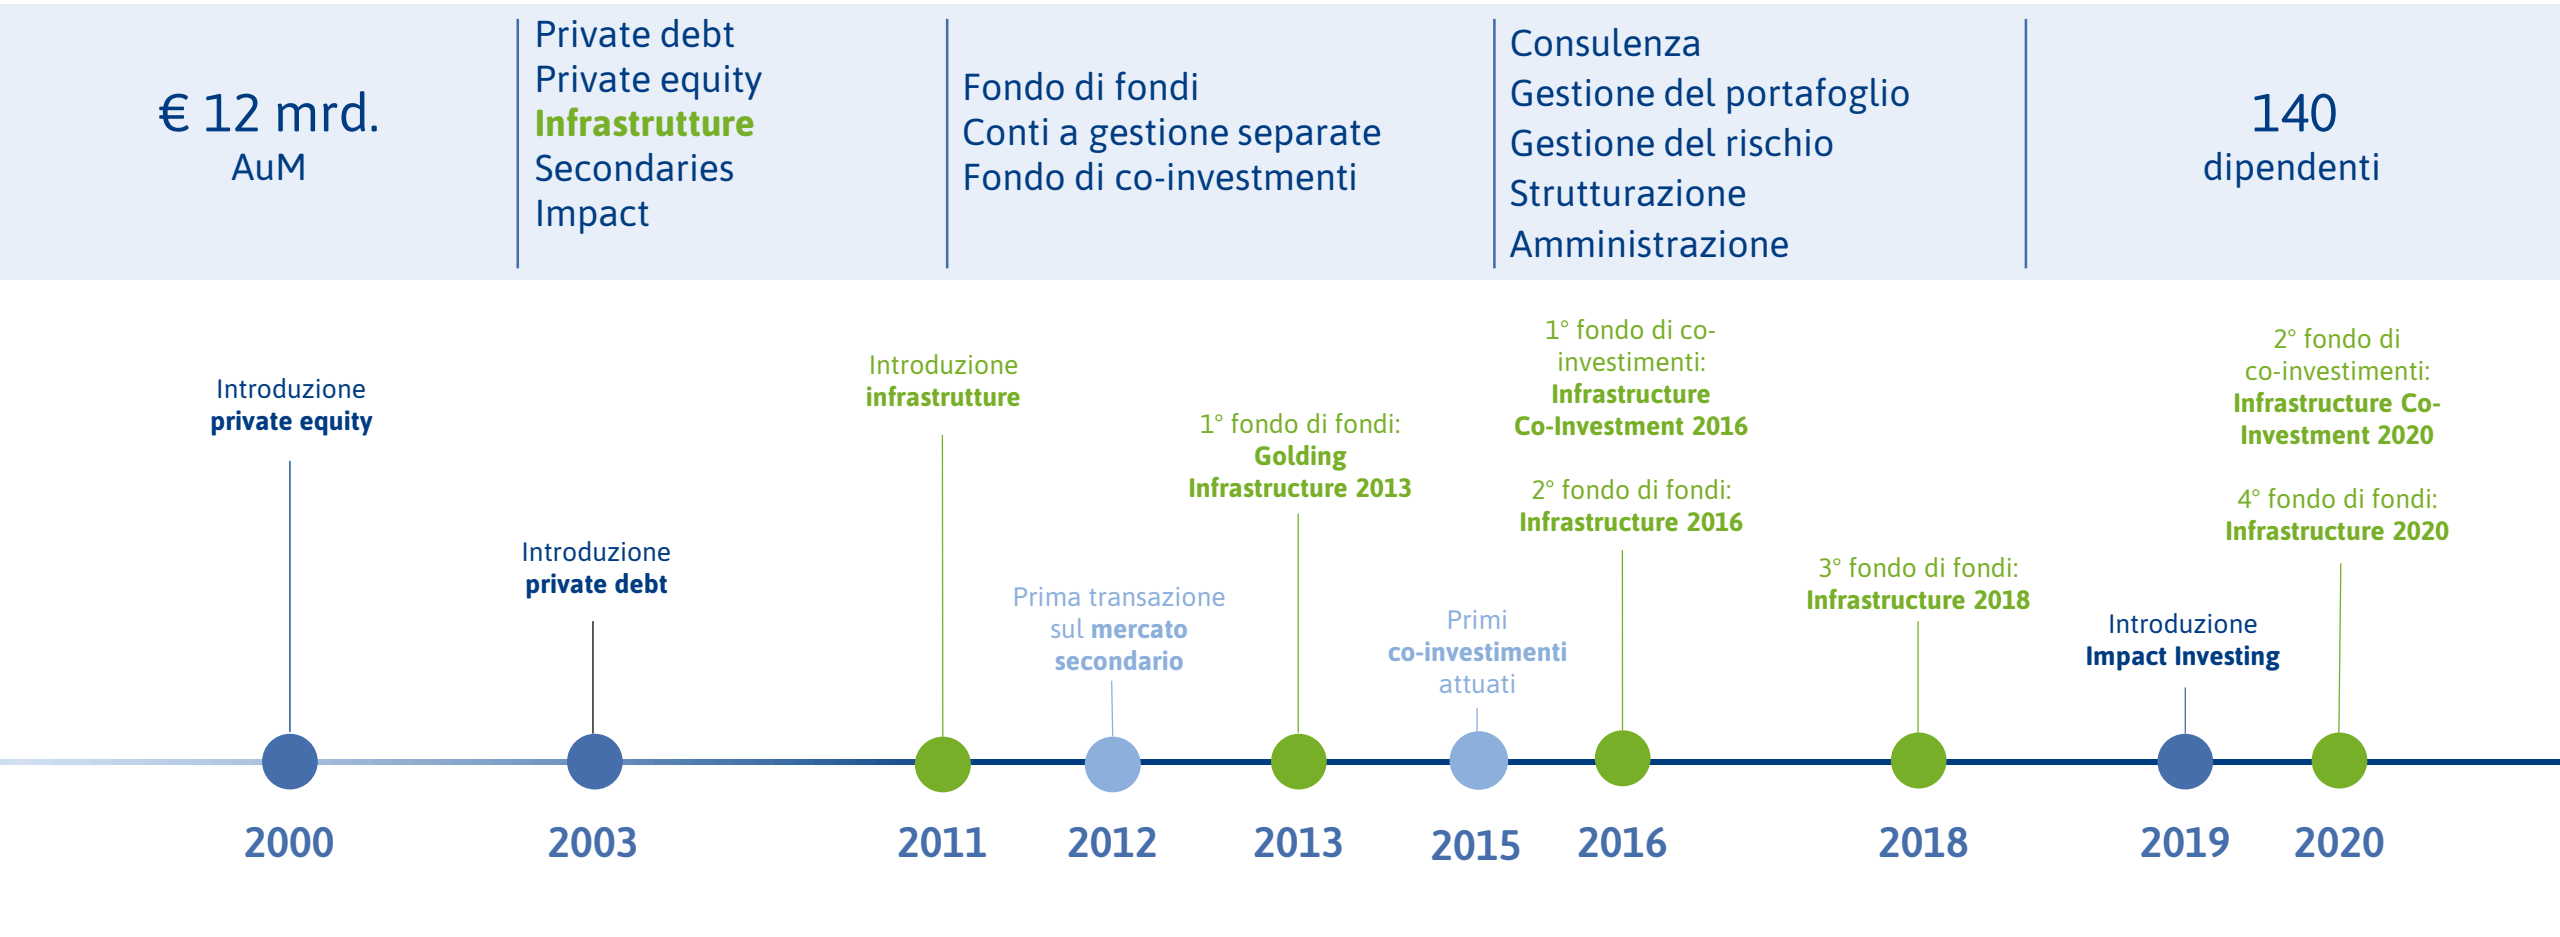 € 12 mrd.
AuM
Private debt
Private equity
Infrastrutture
Secondaries
Impact
Fondo di fondi
Conti a gestione separate
Fondo di co-investmenti
Consulenza
Gestione del portafoglio
Gestione del rischio
Strutturazione
Amministrazione
140
dipendenti
Introduzione
private equity
Introduzione
private debt
Introduzione
infrastrutture
Prima transazione
sul mercato
secondario
1° fondo di fondi:
Golding
Infrastructure 2013
Primi
co-investimenti
attuati
1° fondo di co-
investimenti:
Infrastructure
Co-Investment 2016
2° fondo di fondi:
Infrastructure 2016
3° fondo di fondi:
Infrastructure 2018
Introduzione
Impact Investing
2° fondo di
co-investimenti:
Infrastructure Co-
Investment 2020
4° fondo di fondi:
Infrastructure 2020
2000
2003
2011
2012
2013
2015
2016
2018
2019
2020